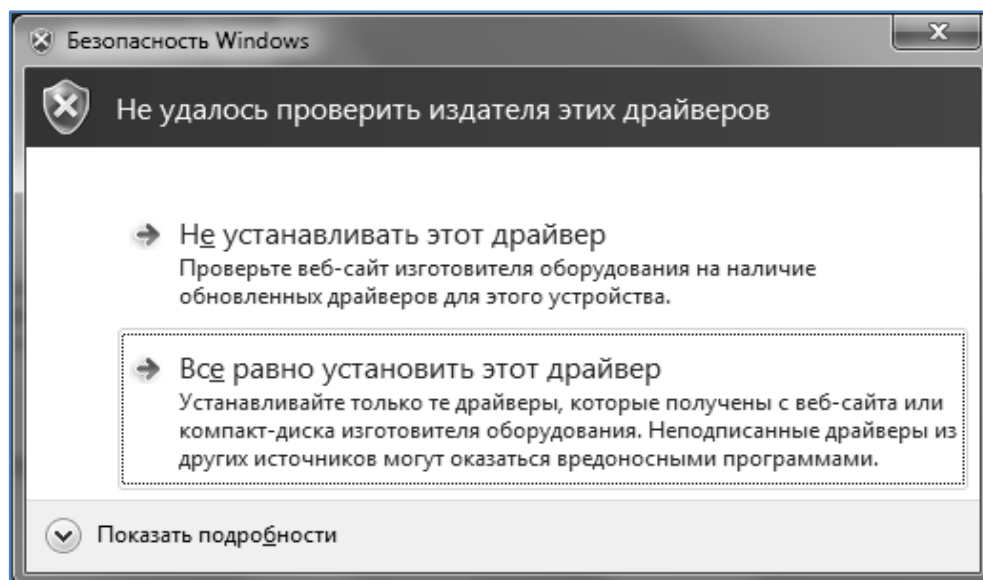 Безопасность Windows
Не удалось проверить издателя этих драйверов
Не устанавливать этот драйвер
Проверьте веб-сайт изготовителя оборудования на наличие
обновленных драйверов для этого устройства.
Все равно установить этот драйвер
Устанавливайте только те драйверы, которые получены с веб-сайта или
компакт-диска изготовителя оборудования. Неподписанные драйверы из
других источников могут оказаться вредоносными программами.
Показать подробности